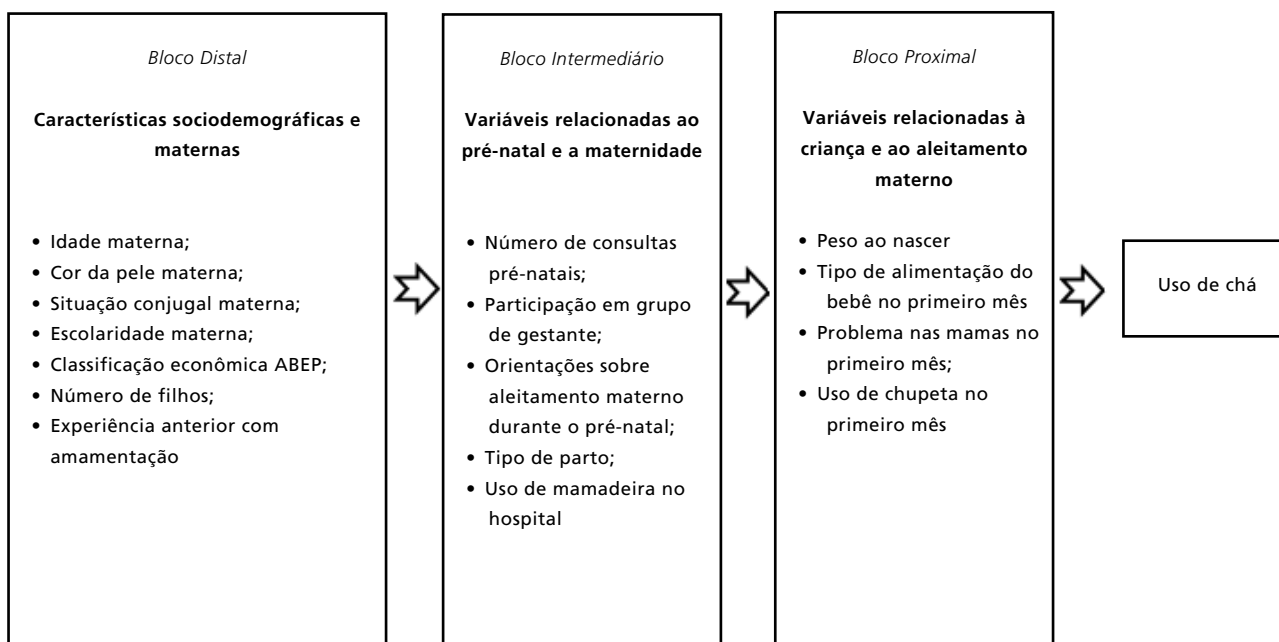 Bloco Distal
Características sociodemográficas e
maternas
• Idade materna;
• Cor da pele materna;
• Situação conjugal materna;
• Escolaridade materna;
• Classificação econômica ABEP;
• Número de filhos;
• Experiência anterior com
amamentação
Bloco Intermediário
Variáveis relacionadas ao
pré-natal e a maternidade
• Número de consultas
pré-natais;
• Participação em grupo
de gestante;
• Orientações sobre
aleitamento materno
durante o pré-natal;
• Tipo de parto;
• Uso de mamadeira no
hospital
Bloco Proximal
Variáveis relacionadas à
criança e ao aleitamento
materno
• Peso ao nascer
• Tipo de alimentação do
bebê no primeiro mês
• Problema nas mamas no
primeiro mês;
• Uso de chupeta no
primeiro mês
Uso de chá